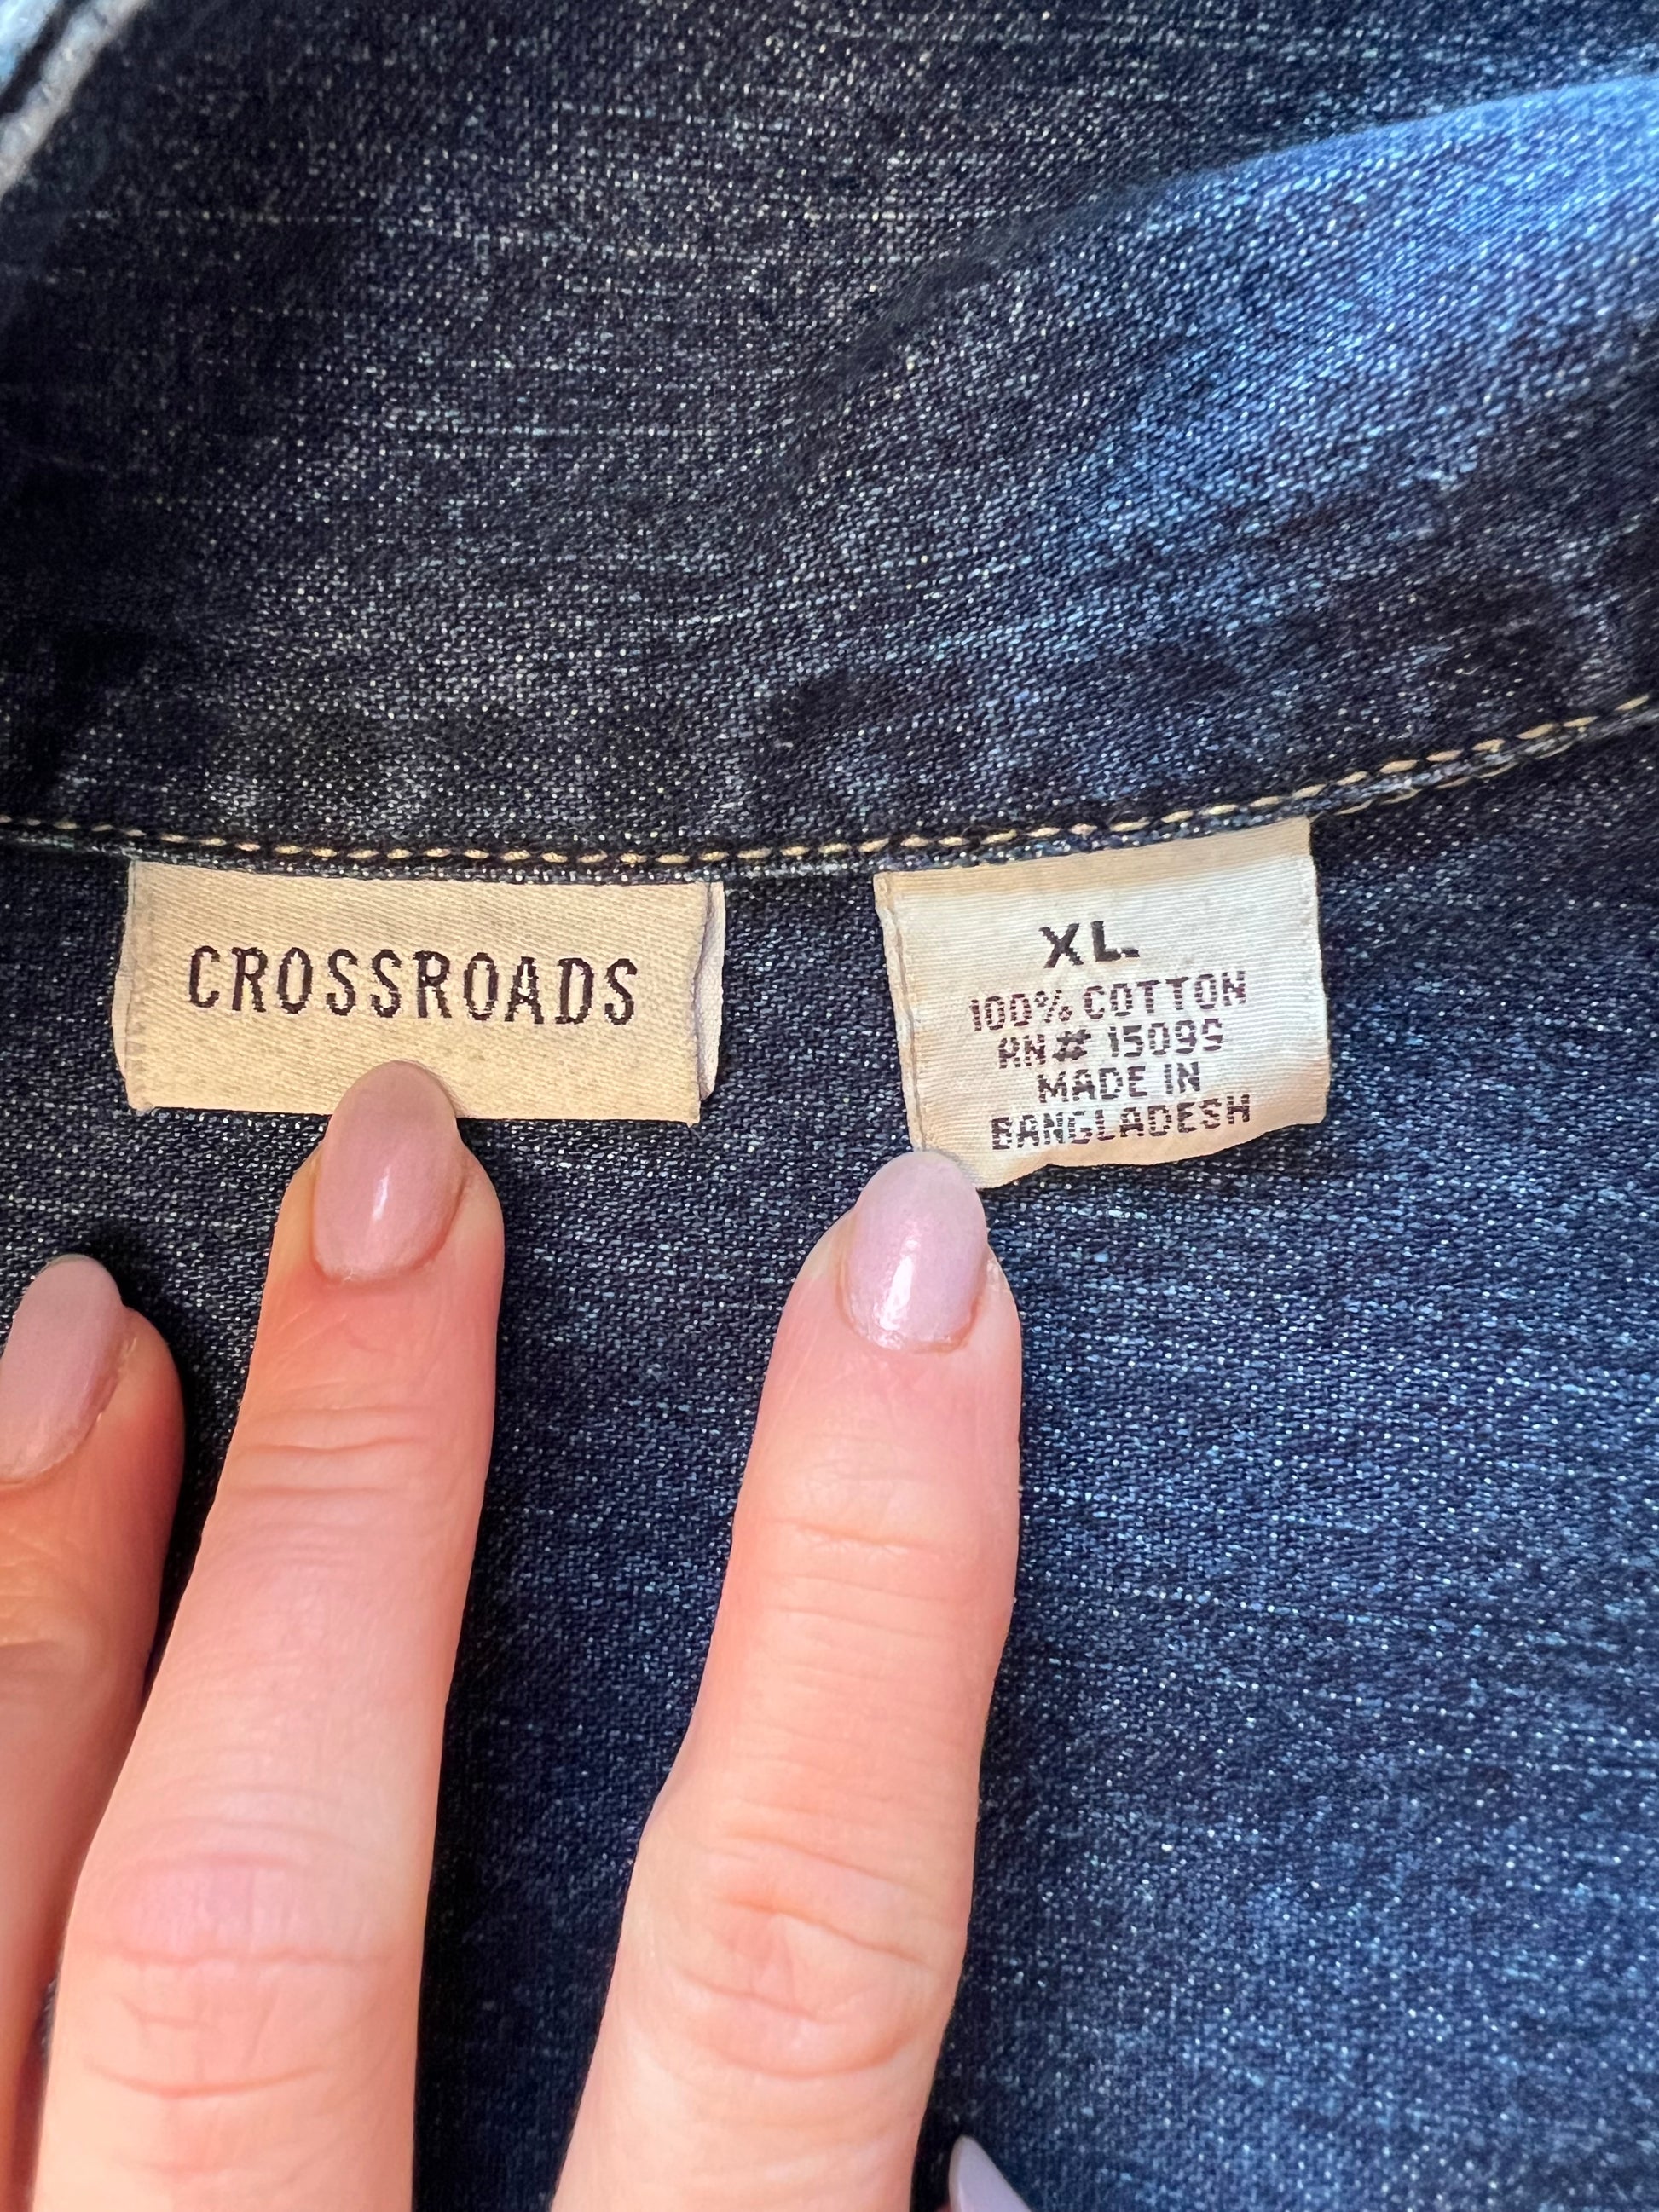 CROSSROADS
XL
100% COTTON
RN# 15099
MADE IN
BANGLADESH